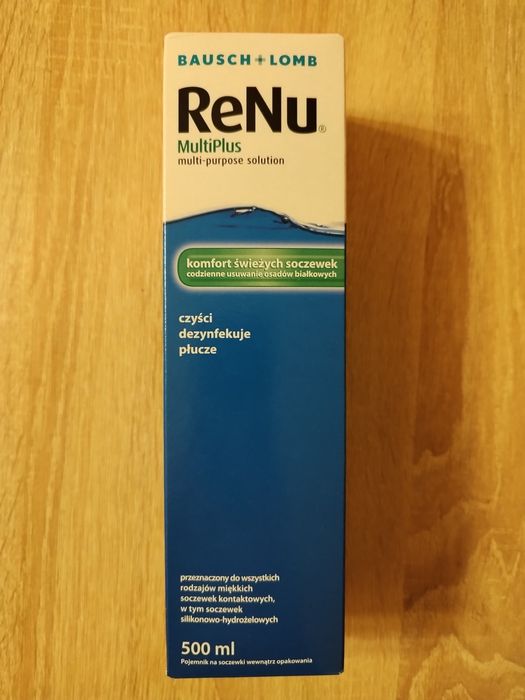 BAUSCH + LOMB
ReNu®
MultiPlus
multi-purpose solution
komfort świeżych soczewek
codzienne usuwanie osadów białkowych
czyści
dezynfekuje
płucze
przeznaczony do wszystkich
rodzajów miękkich
soczewek kontaktowych,
w tym soczewek
silikonowo-hydrożelowych
500 ml
Pojemnik na soczewki wewnątrz opakowania